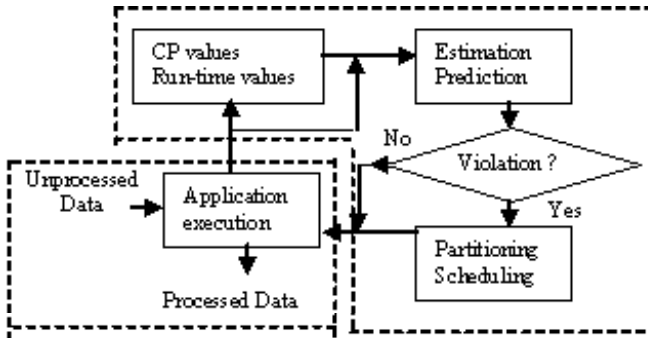 CP values
Run-time values
Estimation
Prediction
No
Violation ?
Yes
Unprocessed
Data
Application
execution
Partitioning
Scheduling
Processed Data